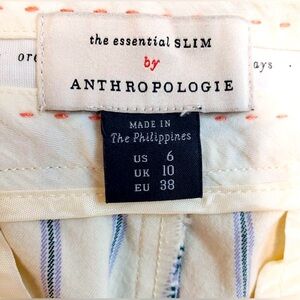 the essential SLIM
by
ANTHROPOLOGIE
MADE IN
The Philippines
US 6
UK 10
EU 38